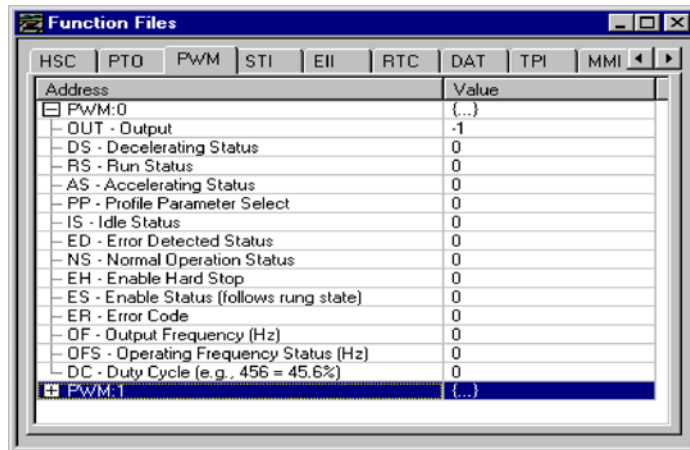 Function Files
HSC PTO PWM STI EII RTC DAT TPI MMI
Address Value
PWM:0 {...}
OUT - Output -1
DS - Decelerating Status 0
RS - Run Status 0
AS - Accelerating Status 0
PP - Profile Parameter Select 0
IS - Idle Status 0
ED - Error Detected Status 0
NS - Normal Operation Status 0
EH - Enable Hard Stop 0
ES - Enable Status (follows rung state) 0
ER - Error Code 0
OF - Output Frequency (Hz) 0
OFS - Operating Frequency Status (Hz) 0
DC - Duty Cycle (e.g., 456 = 45.6%) 0
PWM:1 {...}